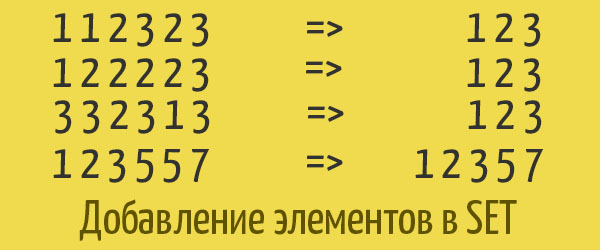 1 1 2 3 2 3 => 1 2 3
1 2 2 2 2 3 => 1 2 3
3 3 2 3 1 3 => 1 2 3
1 2 3 5 5 7 => 1 2 3 5 7
Добавление элементов в SET